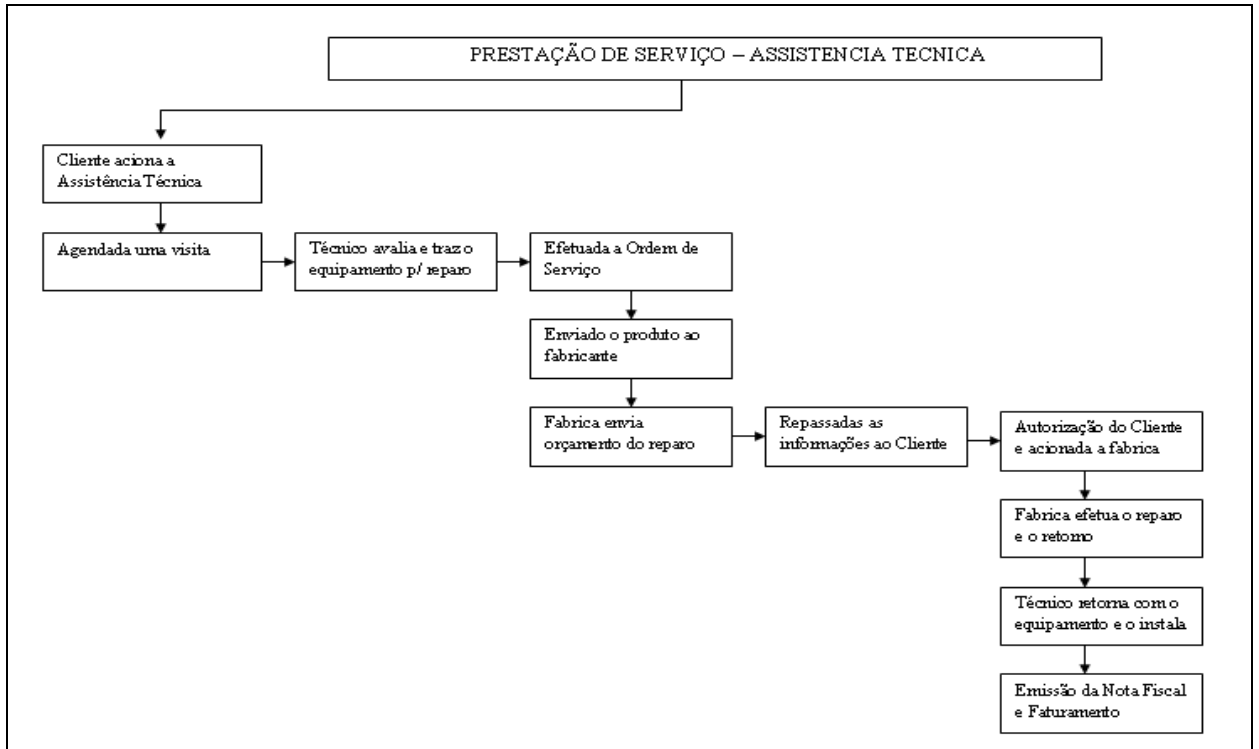 PRESTAÇÃO DE SERVIÇO – ASSISTENCIA TECNICA
Cliente aciona a
Assistência Técnica
Agendada uma visita
Técnico avalia e traz o
equipamento p/ reparo
Efetuada a Ordem de
Serviço
Enviado o produto ao
fabricante
Fabrica envia
orçamento do reparo
Repassadas as
informações ao Cliente
Autorização do Cliente
e acionada a fabrica
Fabrica efetua o reparo
e o retorno
Técnico retorna com o
equipamento e o instala
Emissão da Nota Fiscal
e Faturamento